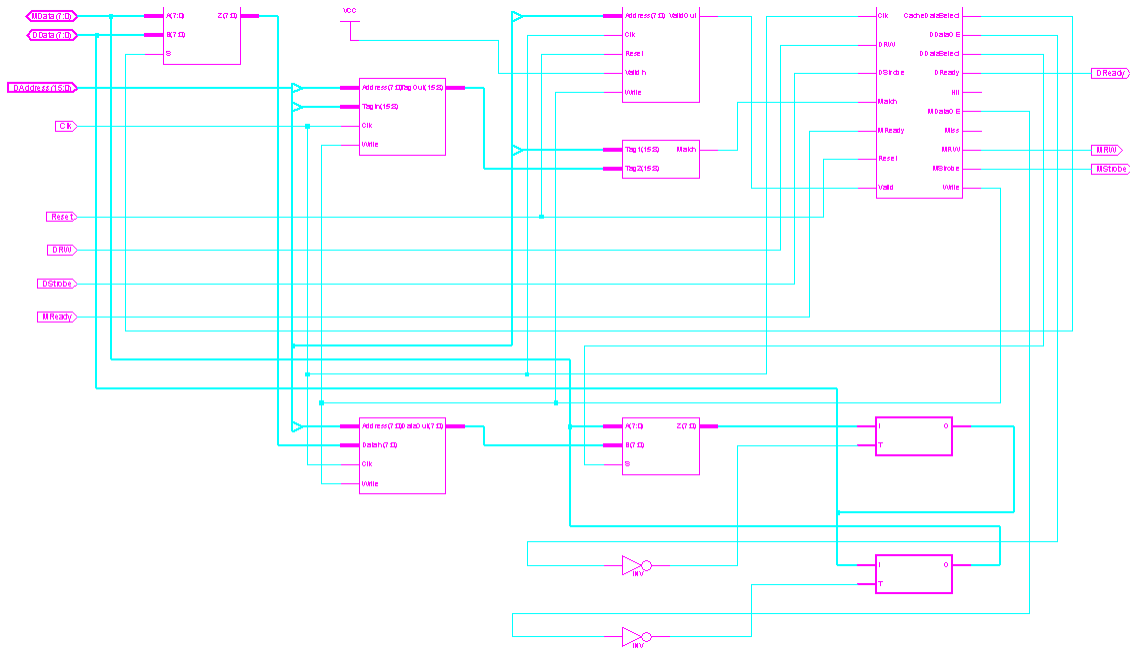 MData(7:0)
DData(7:0)
A(7:0) Z(7:0)
B(7:0)
S
VCC
Address(7:0) ValidOut
Clk
Reset
ValidIn
Write
Clk CacheDataSelect
DDataOE
DDataSelect
DRW
DStrobe DReady
Hit
Match MDataOE
MReady Miss
MRW
Reset MStrobe
Valid Write
DReady
MRW
MStrobe
DAddress(15:0)
Address(7:0) TagOut(15:8)
TagIn(15:8)
Clk
Write
Clk
Tag1(15:8) Match
Tag2(15:8)
Reset
DRW
DStrobe
MReady
Address(7:0) DataOut(7:0)
DataIn(7:0)
Clk
Write
A(7:0) Z(7:0)
B(7:0)
S
I O
T
INV
I O
T
INV